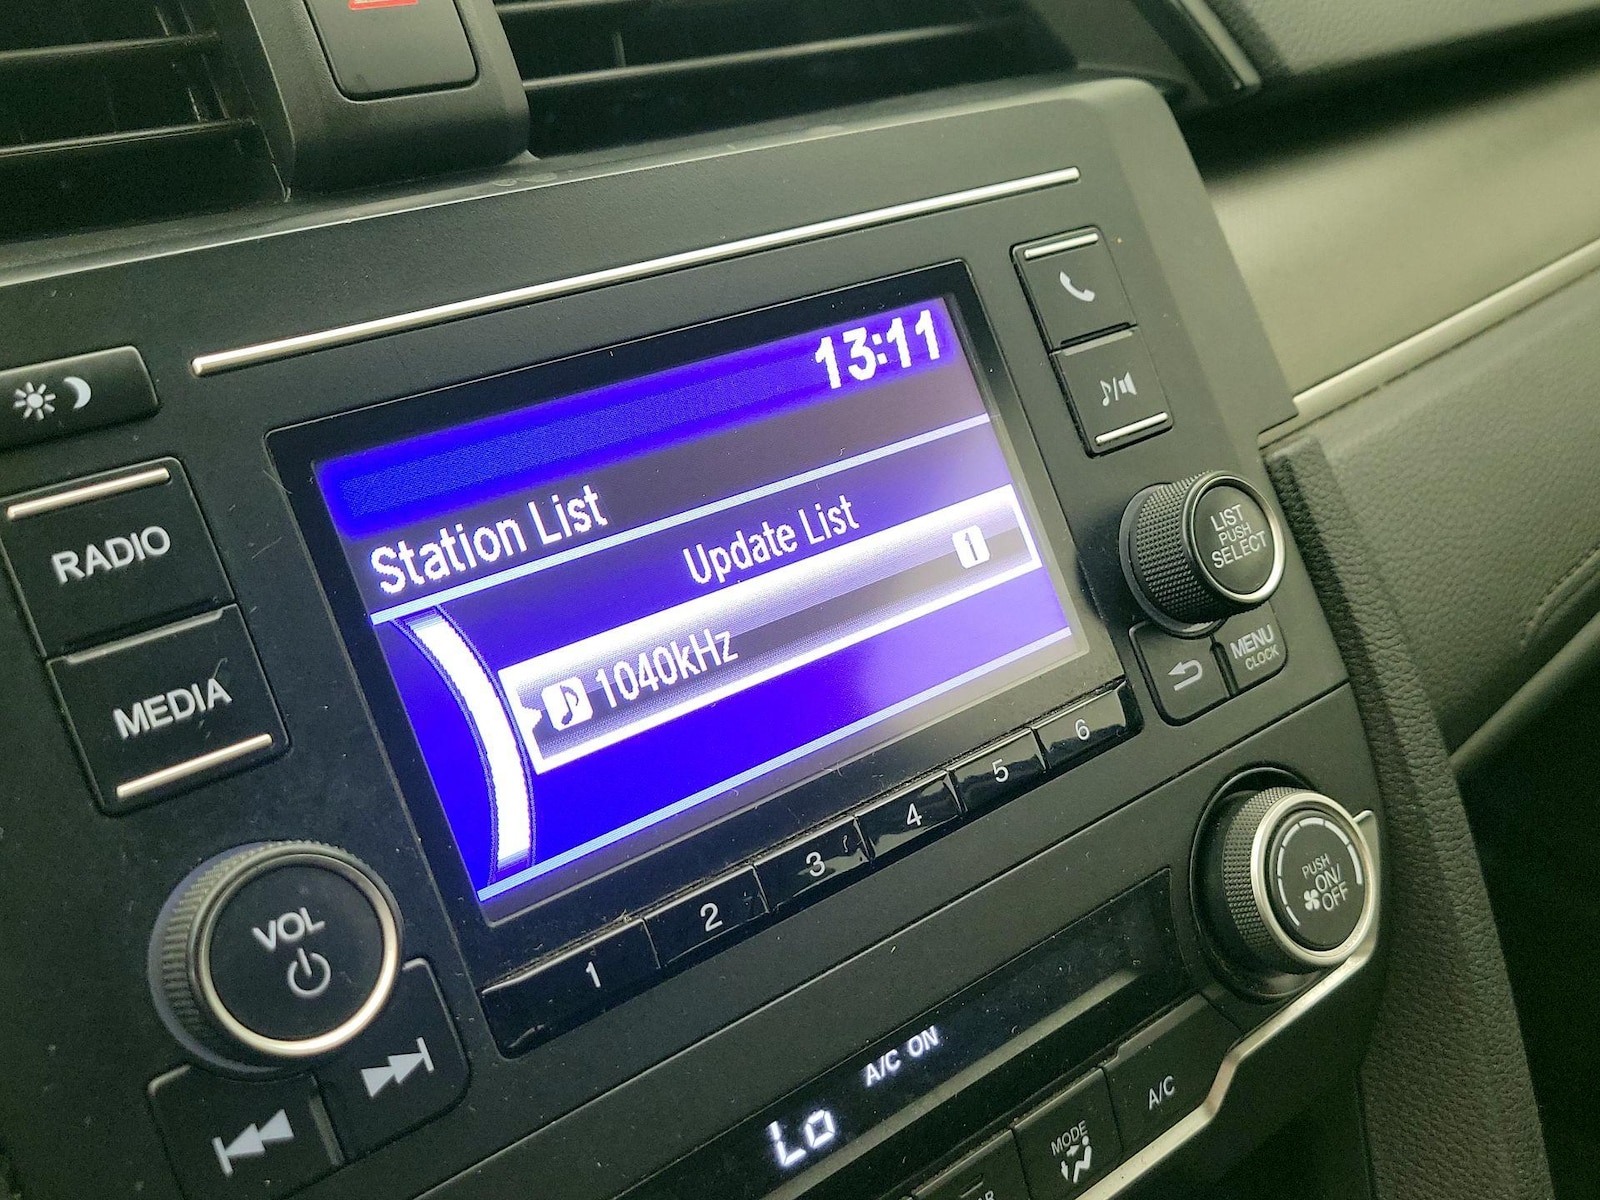 13:11
Station List
Update List
1
1040kHz
RADIO
MEDIA
VOL
LIST
PUSH
SELECT
MENU
CLOCK
1 2 3 4 5 6
PUSH
ON/
OFF
A/C ON
Lo
A/C
MODE